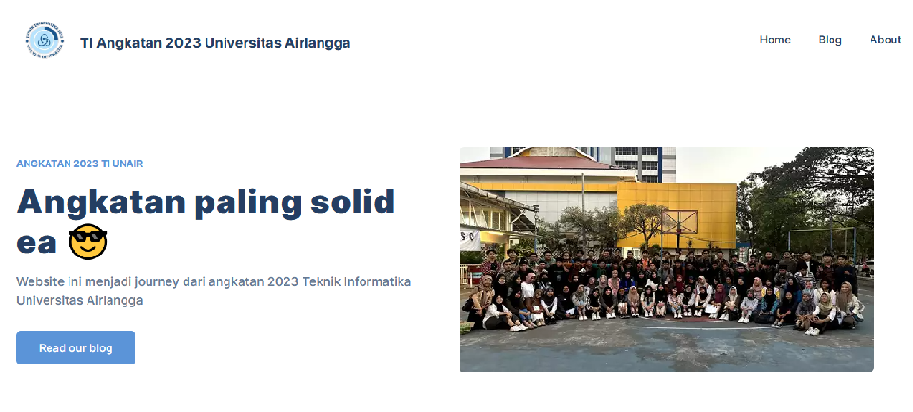 TI Angkatan 2023 Universitas Airlangga
Home
Blog
About
ANGKATAN 2023 TI UNAIR
Angkatan paling solid
ea 😎
Website ini menjadi journey dari angkatan 2023 Teknik Informatika
Universitas Airlangga
Read our blog